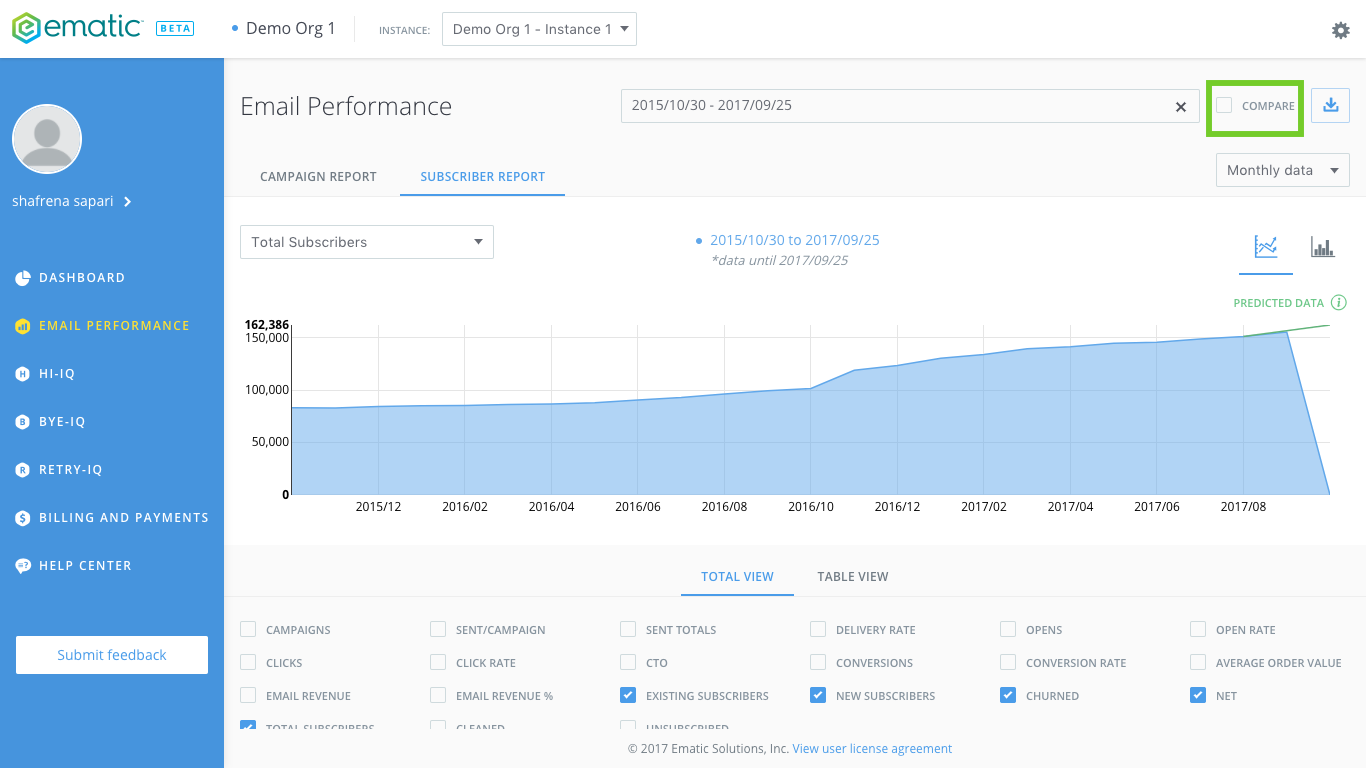 ematic BETA
Demo Org 1
INSTANCE:
Demo Org 1 - Instance 1
shafrena sapari
DASHBOARD
EMAIL PERFORMANCE
H HI-IQ
B BYE-IQ
R RETRY-IQ
$ BILLING AND PAYMENTS
=? HELP CENTER
Submit feedback
Email Performance
2015/10/30 - 2017/09/25
COMPARE
CAMPAIGN REPORT
SUBSCRIBER REPORT
Monthly data
Total Subscribers
2015/10/30 to 2017/09/25
*data until 2017/09/25
PREDICTED DATA i
162,386
150,000
100,000
50,000
0
2015/12 2016/02 2016/04 2016/06 2016/08 2016/10 2016/12 2017/02 2017/04 2017/06 2017/08
TOTAL VIEW TABLE VIEW
CAMPAIGNS SENT/CAMPAIGN SENT TOTALS DELIVERY RATE OPENS OPEN RATE
CLICKS CLICK RATE CTO CONVERSIONS CONVERSION RATE AVERAGE ORDER VALUE
EMAIL REVENUE EMAIL REVENUE % EXISTING SUBSCRIBERS NEW SUBSCRIBERS CHURNED NET
TOTAL SUBSCRIBERS CLEANED UNSUBSCRIBED
© 2017 Ematic Solutions, Inc. View user license agreement